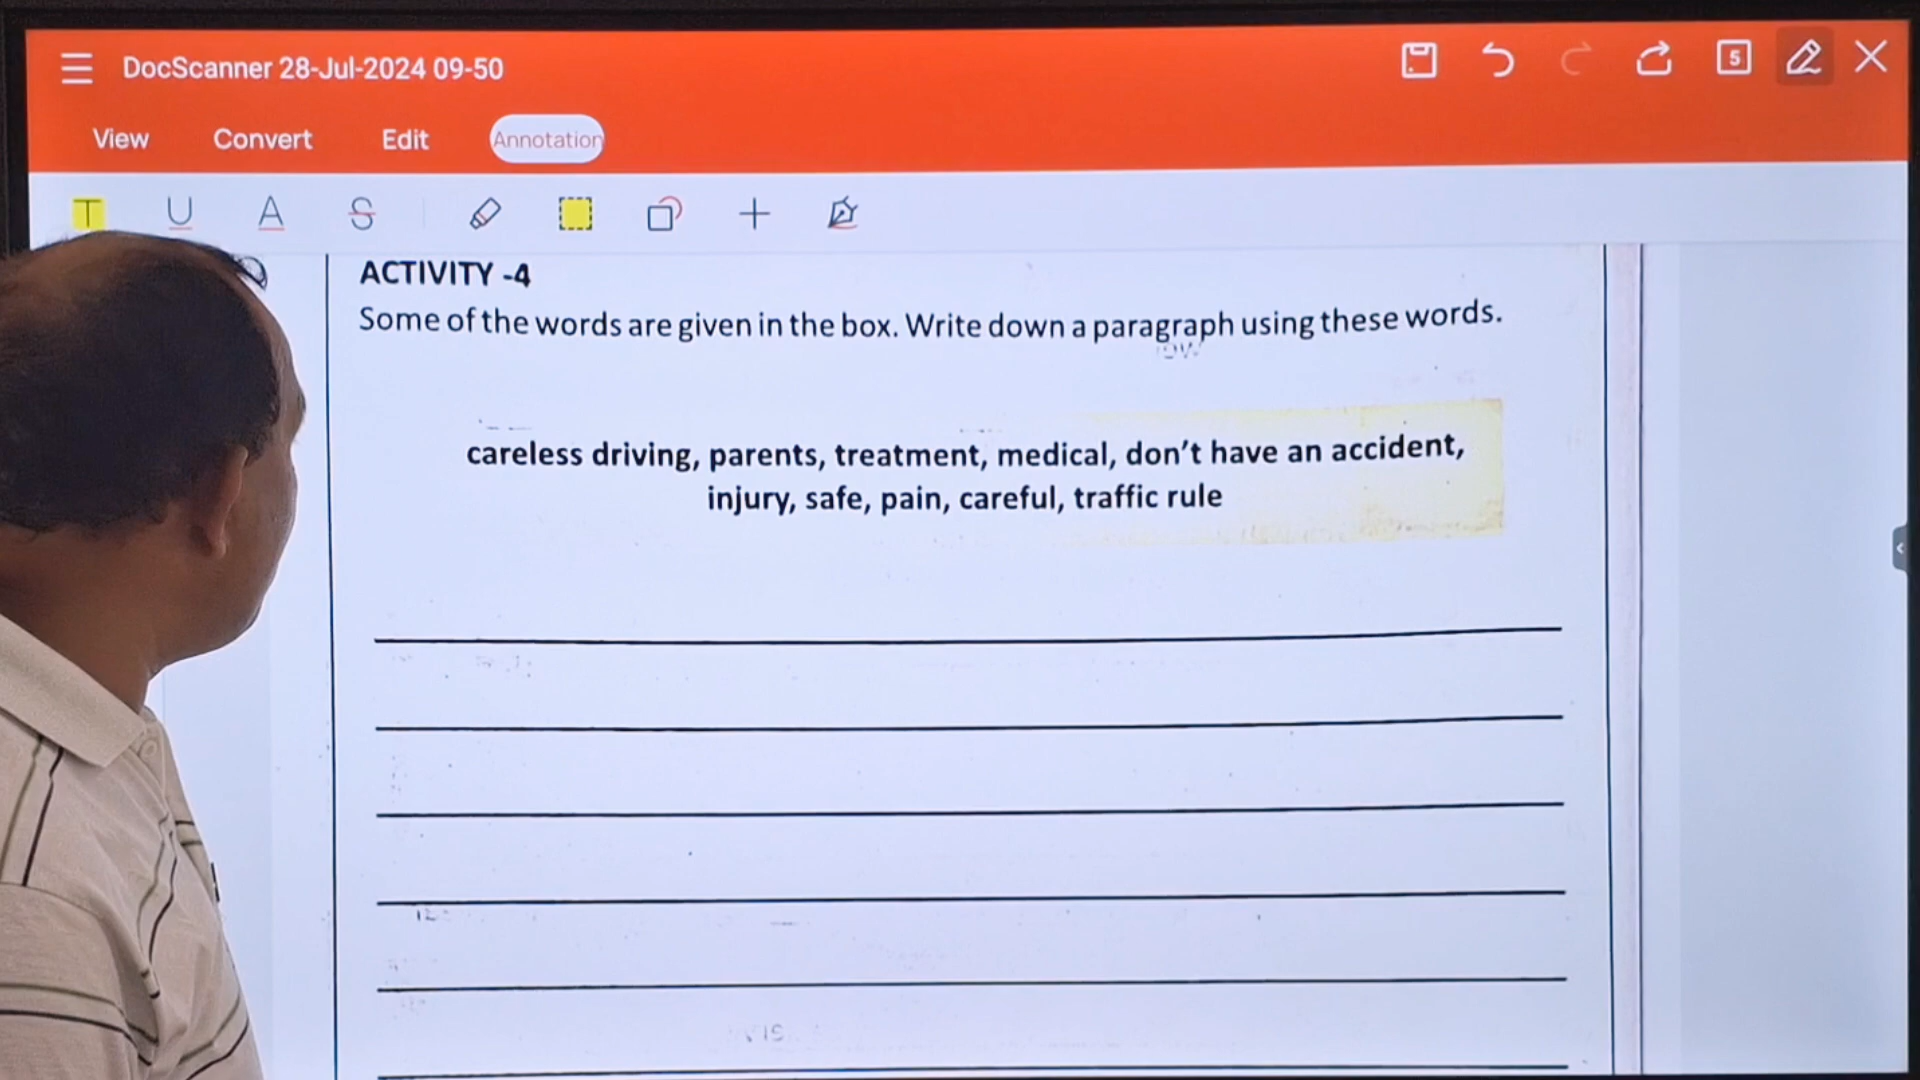 DocScanner 28-Jul-2024 09-50
5
View Convert Edit Annotation
T U A S
ACTIVITY -4
Some of the words are given in the box. Write down a paragraph using these words.
careless driving, parents, treatment, medical, don't have an accident,
injury, safe, pain, careful, traffic rule